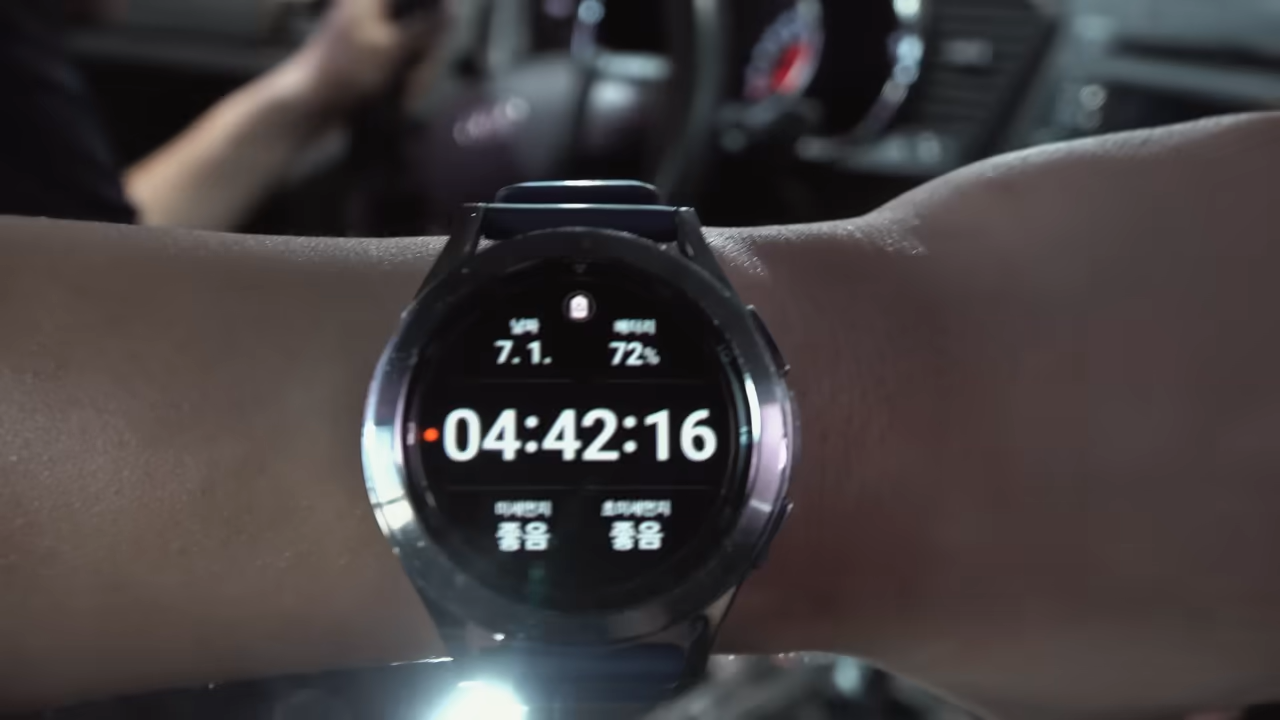 날짜 배터리
7. 1. 72%
04:42:16
미세먼지 초미세먼지
좋음 좋음